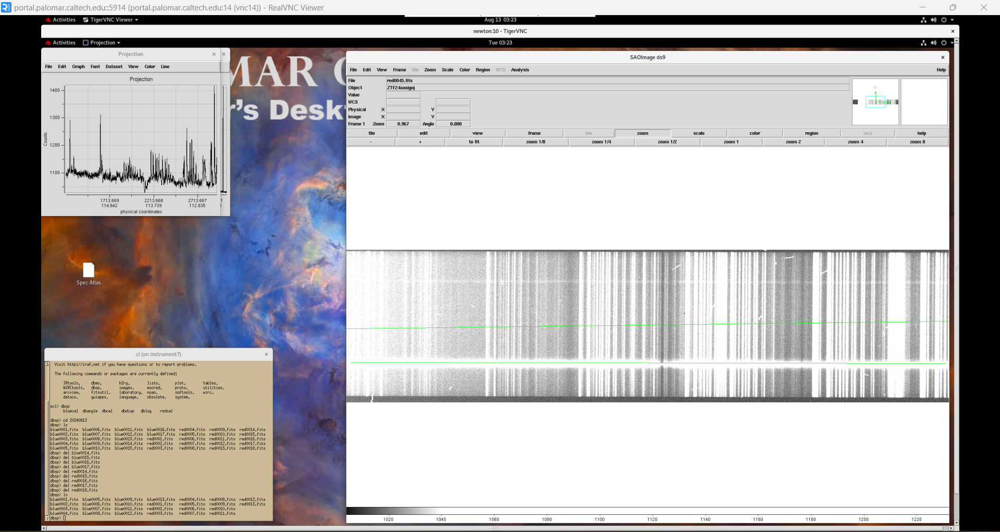 portal.palomar.caltech.edu::5914 (portal.palomar.caltech.edu:14 (vnc14)) - RealVNC Viewer
Activities TigerVNC Viewer Aug 13 03:23
newton:10 - TigerVNC
Activities Projection Tue 03:23
Projection
File Edit Graph Font Dataset View Color Line
Projection
Counts
1400
1300
1200
1100
1713.669 2213.668 2713.667
114.642 113.739 112.835
physical coordinates
MAR
r's Desk
Spec Atlas
SAOImage ds9
File Edit View Frame Bin Zoom Scale Color Region WCS Analysis Help
File red0045.fits
Object ZTF24aasigoj
Value
WCS
Physical X Y
Image X Y
Frame 1 Zoom 0.967 Angle 0.000
Y
file edit view frame bin zoom scale color region wcs help
- + to fit zoom 1/8 zoom 1/4 zoom 1/2 zoom 1 zoom 2 zoom 4 zoom 8
1020 1040 1060 1080 1100 1120 1140 1160 1180 1200 1220
cl (on instrument7)
Visit http://iraf.net if you have questions or to report problems.
The following commands or packages are currently defined:
IRtools. dbms. h2rg. lists. plot. tables.
WIRCtools. dbsp. images. mscred. proto. utilities.
arcview. fitsutil. laboratory. noao. softools. wirc.
dataio. guiapps. language. obsolete. system.
ecl> dbsp
bluecal dbangle dbcal dbdisp dblog redcal
dbsp> cd 20240813
dbsp> ls
blue0001.fits blue0006.fits blue0011.fits blue0016.fits red0004.fits red0009.fits red0014.fits
blue0002.fits blue0007.fits blue0012.fits blue0017.fits red0005.fits red0010.fits red0015.fits
blue0003.fits blue0008.fits blue0013.fits red0001.fits red0006.fits red0011.fits red0016.fits
blue0004.fits blue0009.fits blue0014.fits red0002.fits red0007.fits red0012.fits red0017.fits
blue0005.fits blue0010.fits blue0015.fits red0003.fits red0008.fits red0013.fits red0018.fits
dbsp> del blue0014.fits
dbsp> del blue0015.fits
dbsp> del blue0016.fits
dbsp> del blue0017.fits
dbsp> del red0014.fits
dbsp> del red0015.fits
dbsp> del red0016.fits
dbsp> del red0017.fits
dbsp> del red0018.fits
dbsp> ls
blue0001.fits blue0005.fits blue0009.fits blue0013.fits red0004.fits red0008.fits red0012.fits
blue0002.fits blue0006.fits blue0010.fits red0001.fits red0005.fits red0009.fits red0013.fits
blue0003.fits blue0007.fits blue0011.fits red0002.fits red0006.fits red0010.fits
blue0004.fits blue0008.fits blue0012.fits red0003.fits red0007.fits red0011.fits
dbsp>